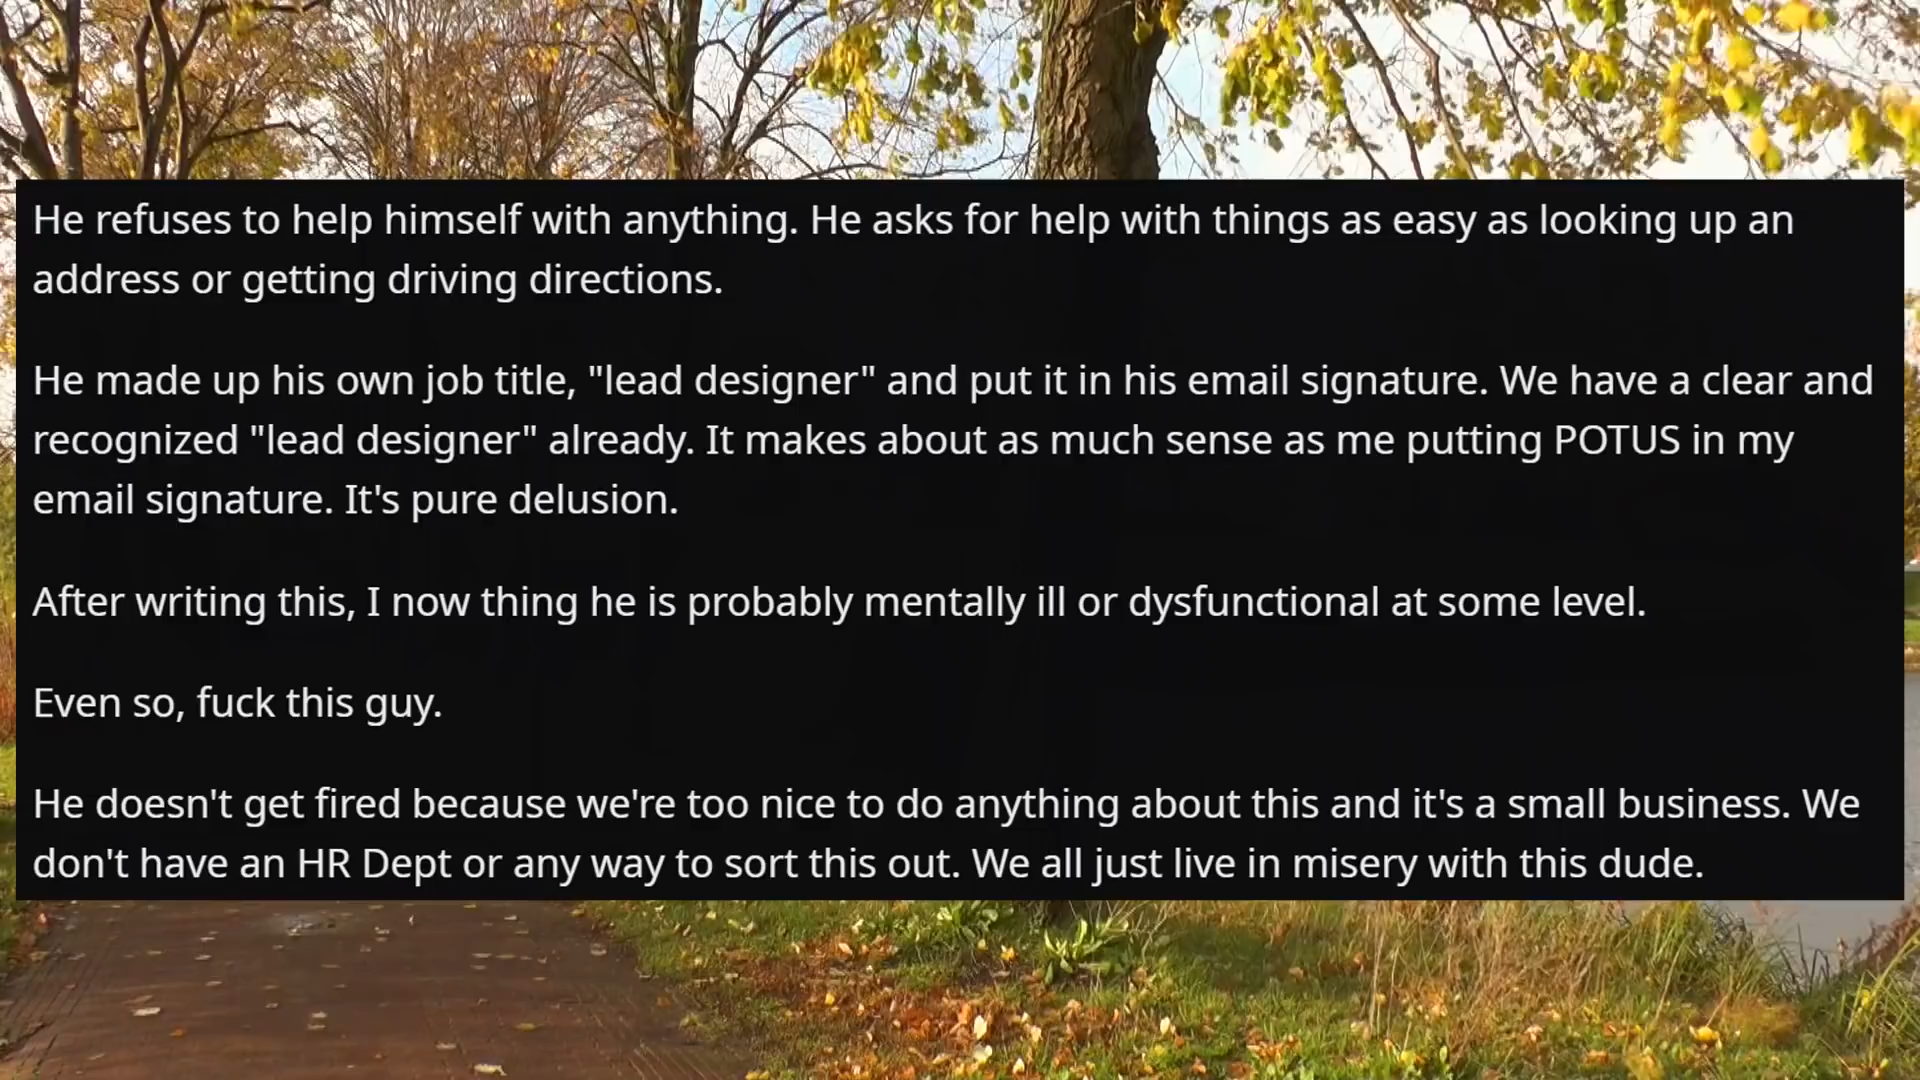 He refuses to help himself with anything. He asks for help with things as easy as looking up an
address or getting driving directions.
He made up his own job title, "lead designer" and put it in his email signature. We have a clear and
recognized "lead designer" already. It makes about as much sense as me putting POTUS in my
email signature. It's pure delusion.
After writing this, I now thing he is probably mentally ill or dysfunctional at some level.
Even so, fuck this guy.
He doesn't get fired because we're too nice to do anything about this and it's a small business. We
don't have an HR Dept or any way to sort this out. We all just live in misery with this dude.